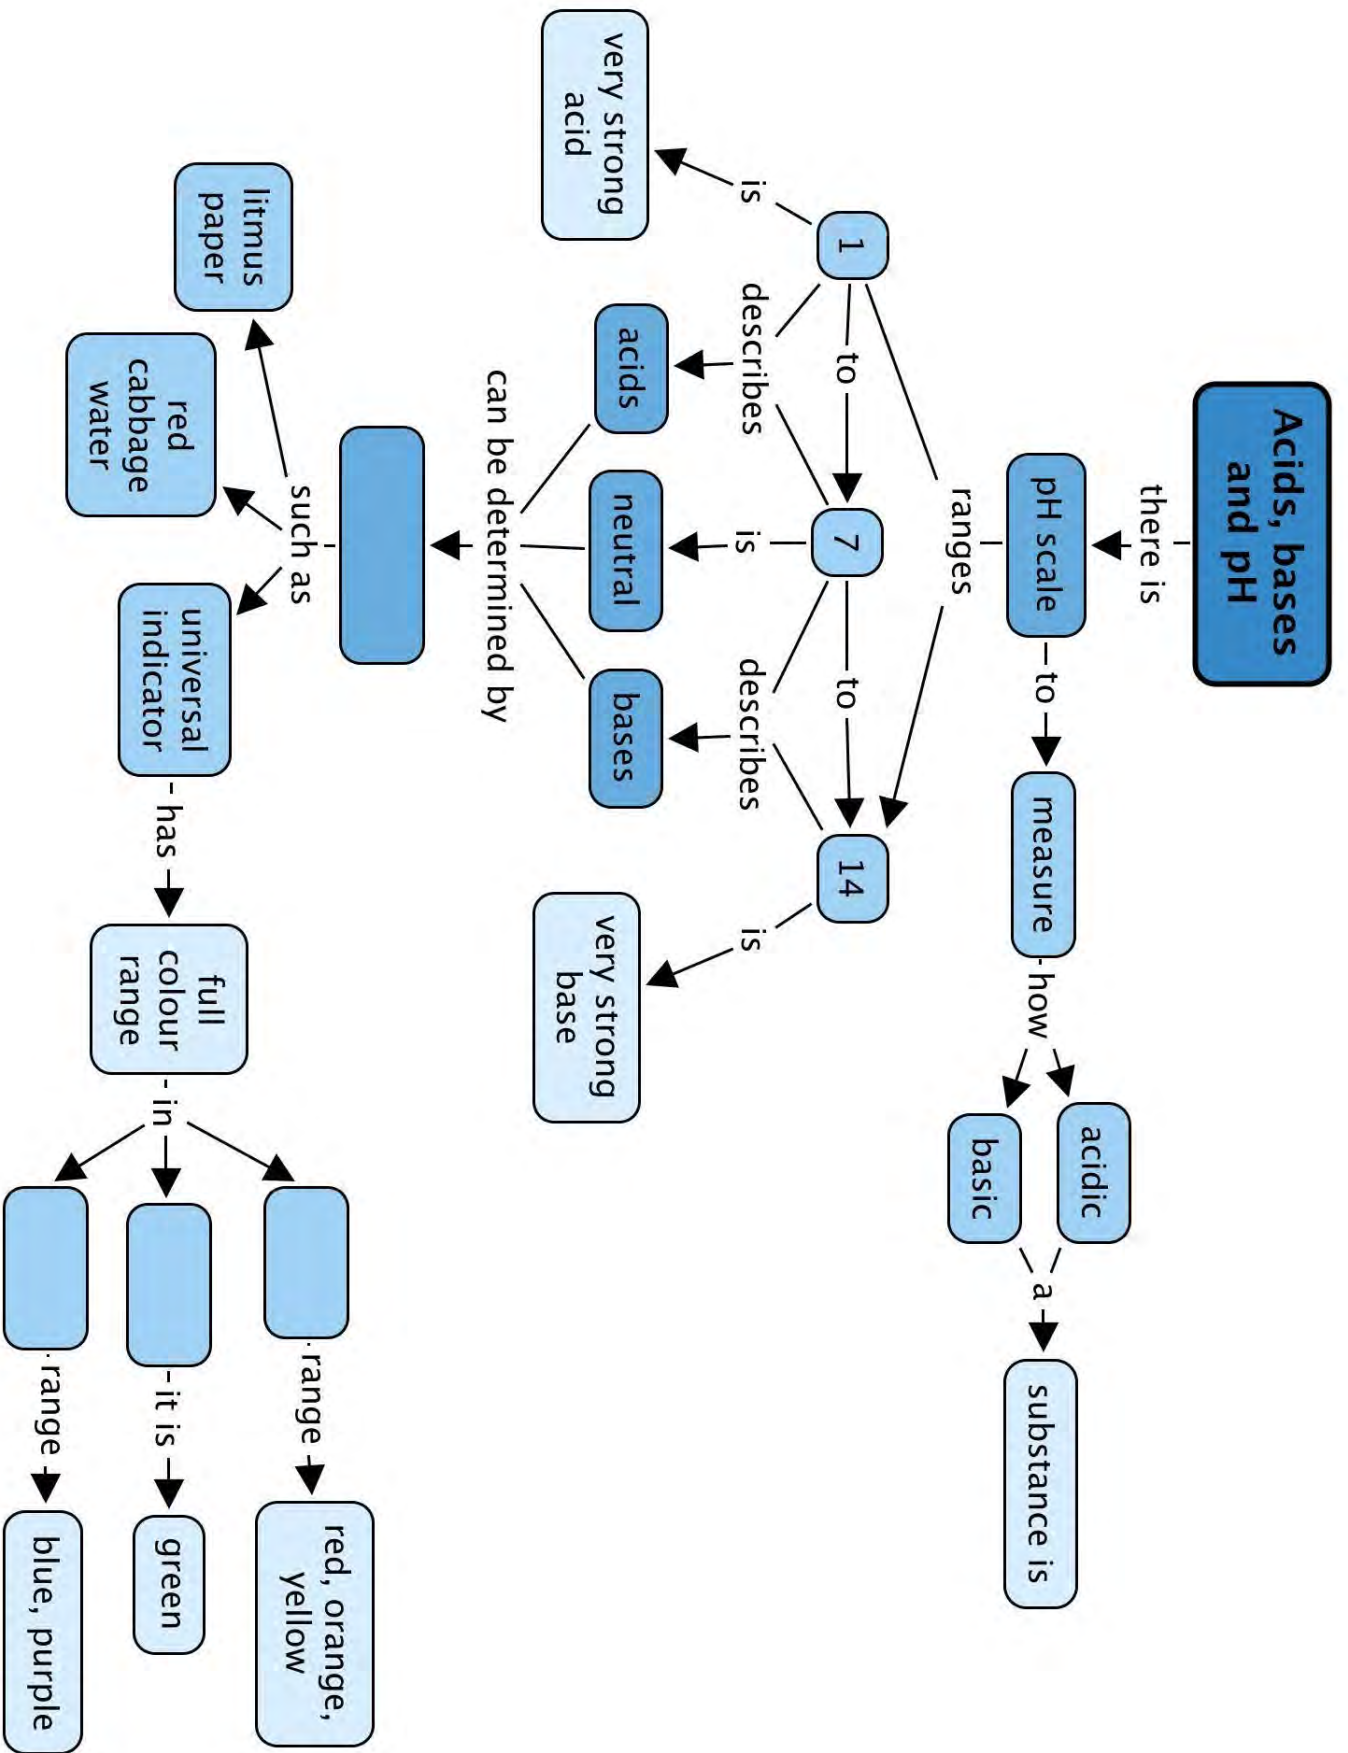 Acids, bases
and pH
there is
pH scale
to
measure
how
acidic
basic
a
substance is
ranges
1
to
7
to
14
is
describes
is
describes
is
very strong
acid
acids
neutral
bases
very strong
base
can be determined by
such as
litmus
paper
red
cabbage
water
universal
indicator
has
full
colour
range
in
range
red, orange,
yellow
it is
green
range
blue, purple